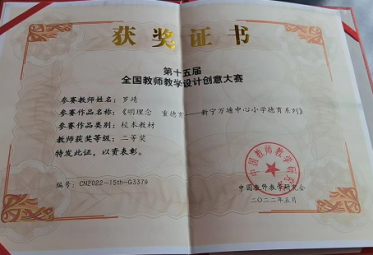 获奖证书
第十五届
全国教师教学设计创意大赛
参赛教师姓名：罗靖
参赛作品名称：《明理念 重德育——新宁万塘中心小学德育系列》
参赛作品类别：校本教材
教师获奖等级：二等奖
特发此证，以资表彰。
编号：CN2022-15th-G3379
中国教师教学研究会
二〇二二年五月